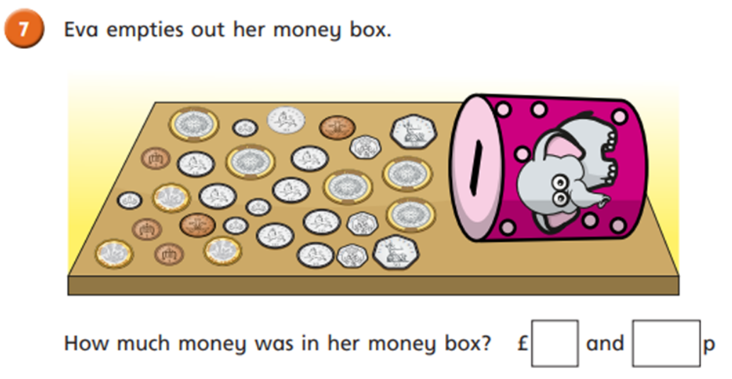 7 Eva empties out her money box.
How much money was in her money box? £ and p